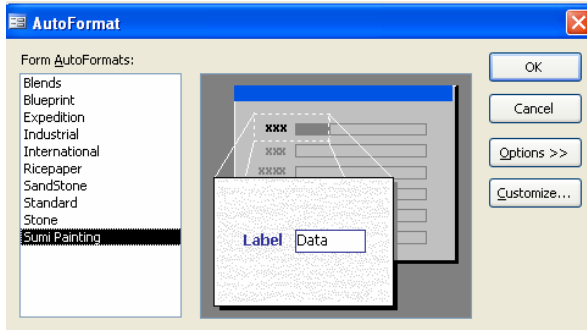 AutoFormat
Form AutoFormats:
Blends
Blueprint
Expedition
Industrial
International
Ricepaper
SandStone
Standard
Stone
Sumi Painting
xxx
xxx
xxxx
Label Data
OK
Cancel
Options >>
Customize...